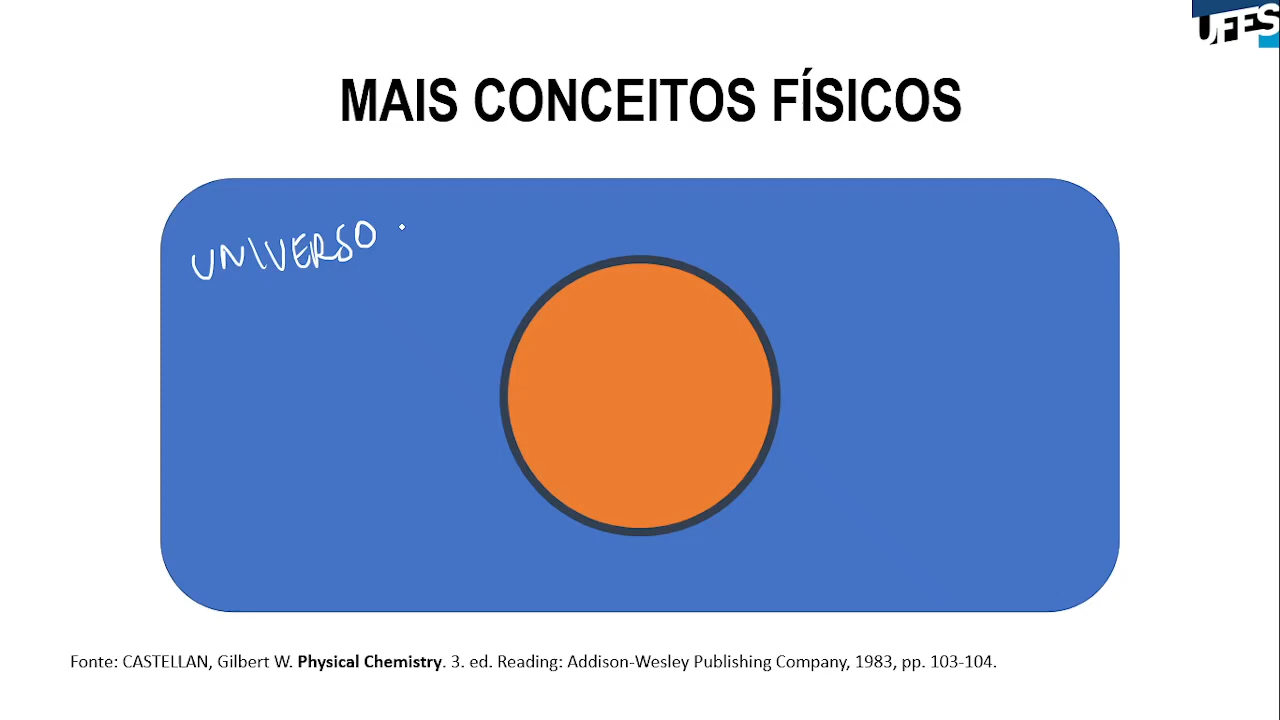 UFES
MAIS CONCEITOS FÍSICOS
UNIVERSO
Fonte: CASTELLAN, Gilbert W. Physical Chemistry. 3. ed. Reading: Addison-Wesley Publishing Company, 1983, pp. 103-104.